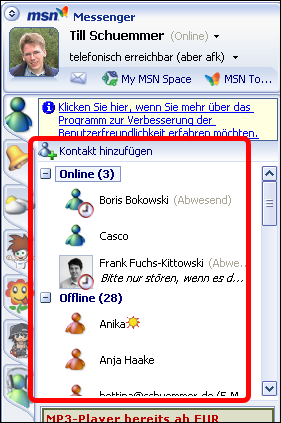 msn Messenger
Till Schuemmer (Online)
telefonisch erreichbar (aber afk)
My MSN Space MSN To...
Klicken Sie hier, wenn Sie mehr über das
Programm zur Verbesserung der
Benutzerfreundlichkeit erfahren möchten.
Kontakt hinzufügen
Online (3)
Boris Bokowski (Abwesend)
Casco
Frank Fuchs-Kittowski (Abwe...
Bitte nur stören, wenn es d...
Offline (28)
Anika
Anja Haake
bettina@schuemmer.de (E-M
MP3-Player bereits ab EUR